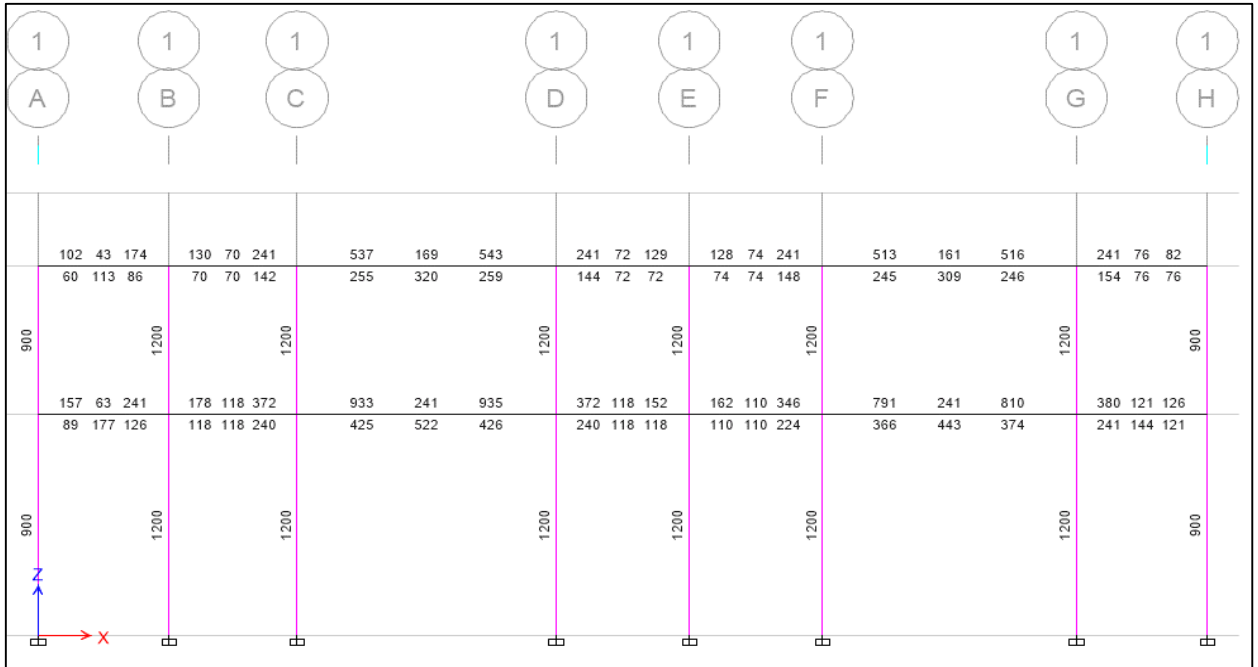 1 1 1 1 1 1 1 1
A B C D E F G H
102 43 174 130 70 241 537 169 543 241 72 129 128 74 241 513 161 516 241 76 82
60 113 86 70 70 142 255 320 259 144 72 72 74 74 148 245 309 246 154 76 76
900 1200 1200 1200 1200 1200 1200 900
157 63 241 178 118 372 933 241 935 372 118 152 162 110 346 791 241 810 380 121 126
89 177 126 118 118 240 425 522 426 240 118 118 110 110 224 366 443 374 241 144 121
900 1200 1200 1200 1200 1200 1200 900
Z
X